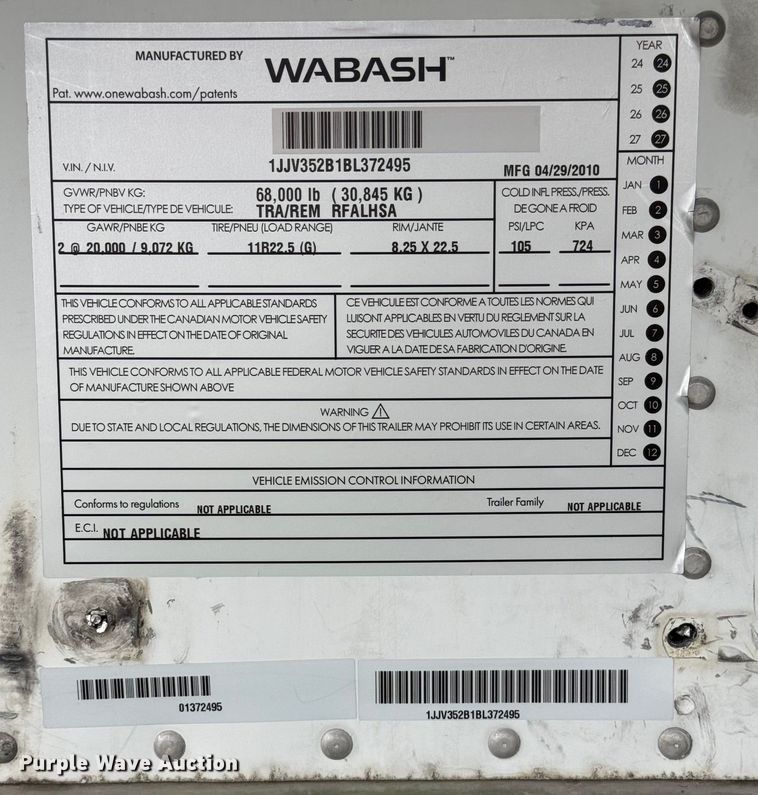 MANUFACTURED BY WABASH™
Pat. www.onewabash.com/patents
V.I.N. / N.I.V. 1JJV352B1BL372495 MFG 04/29/2010
GVWR/PNBV KG: 68,000 lb ( 30,845 KG )
TYPE OF VEHICLE/TYPE DE VEHICULE: TRA/REM RFALHSA
COLD INFL PRESS./PRESS.
DE GONE A FROID
GAWR/PNBE KG TIRE/PNEU (LOAD RANGE) RIM/JANTE PSI/LPC KPA
2 @ 20,000 / 9,072 KG 11R22.5 (G) 8.25 X 22.5 105 724
THIS VEHICLE CONFORMS TO ALL APPLICABLE STANDARDS
PRESCRIBED UNDER THE CANADIAN MOTOR VEHICLE SAFETY
REGULATIONS IN EFFECT ON THE DATE OF ORIGINAL
MANUFACTURE.
CE VEHICULE EST CONFORME A TOUTES LES NORMES QUI
LUI SONT APPLICABLES EN VERTU DU REGLEMENT SUR LA
SECURITE DES VEHICULES AUTOMOVILES DU CANADA EN
VIGUER A LA DATE DE SA FABRICATION D'ORIGINE.
THIS VEHICLE CONFORMS TO ALL APPLICABLE FEDERAL MOTOR VEHICLE SAFETY STANDARDS IN EFFECT ON THE DATE
OF MANUFACTURE SHOWN ABOVE
WARNING
DUE TO STATE AND LOCAL REGULATIONS, THE DIMENSIONS OF THIS TRAILER MAY PROHIBIT ITS USE IN CERTAIN AREAS.
VEHICLE EMISSION CONTROL INFORMATION
Conforms to regulations NOT APPLICABLE Trailer Family NOT APPLICABLE
E.C.I. NOT APPLICABLE
YEAR
24 24
25 25
26 26
27 27
MONTH
JAN 1
FEB 2
MAR 3
APR 4
MAY 5
JUN 6
JUL 7
AUG 8
SEP 9
OCT 10
NOV 11
DEC 12
01372495
1JJV352B1BL372495
Purple Wave Auction